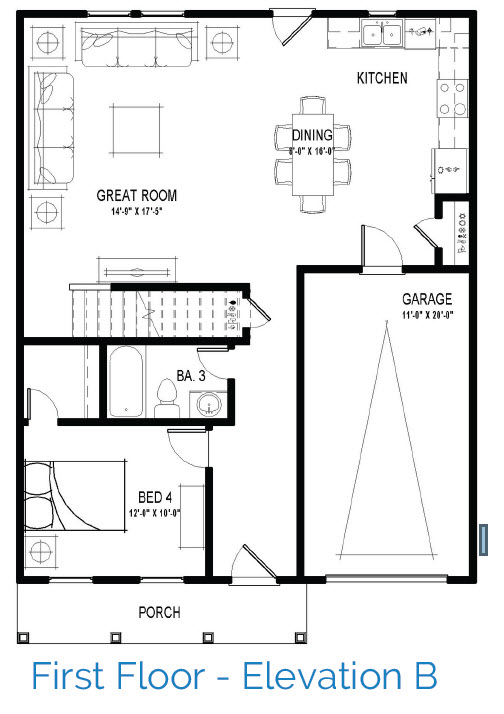 KITCHEN
DINING
8'-0" X 16'-0"
GREAT ROOM
14'-9" X 17'-5"
GARAGE
11'-0" X 20'-0"
BA. 3
BED 4
12'-0" X 10'-0"
PORCH
First Floor - Elevation B